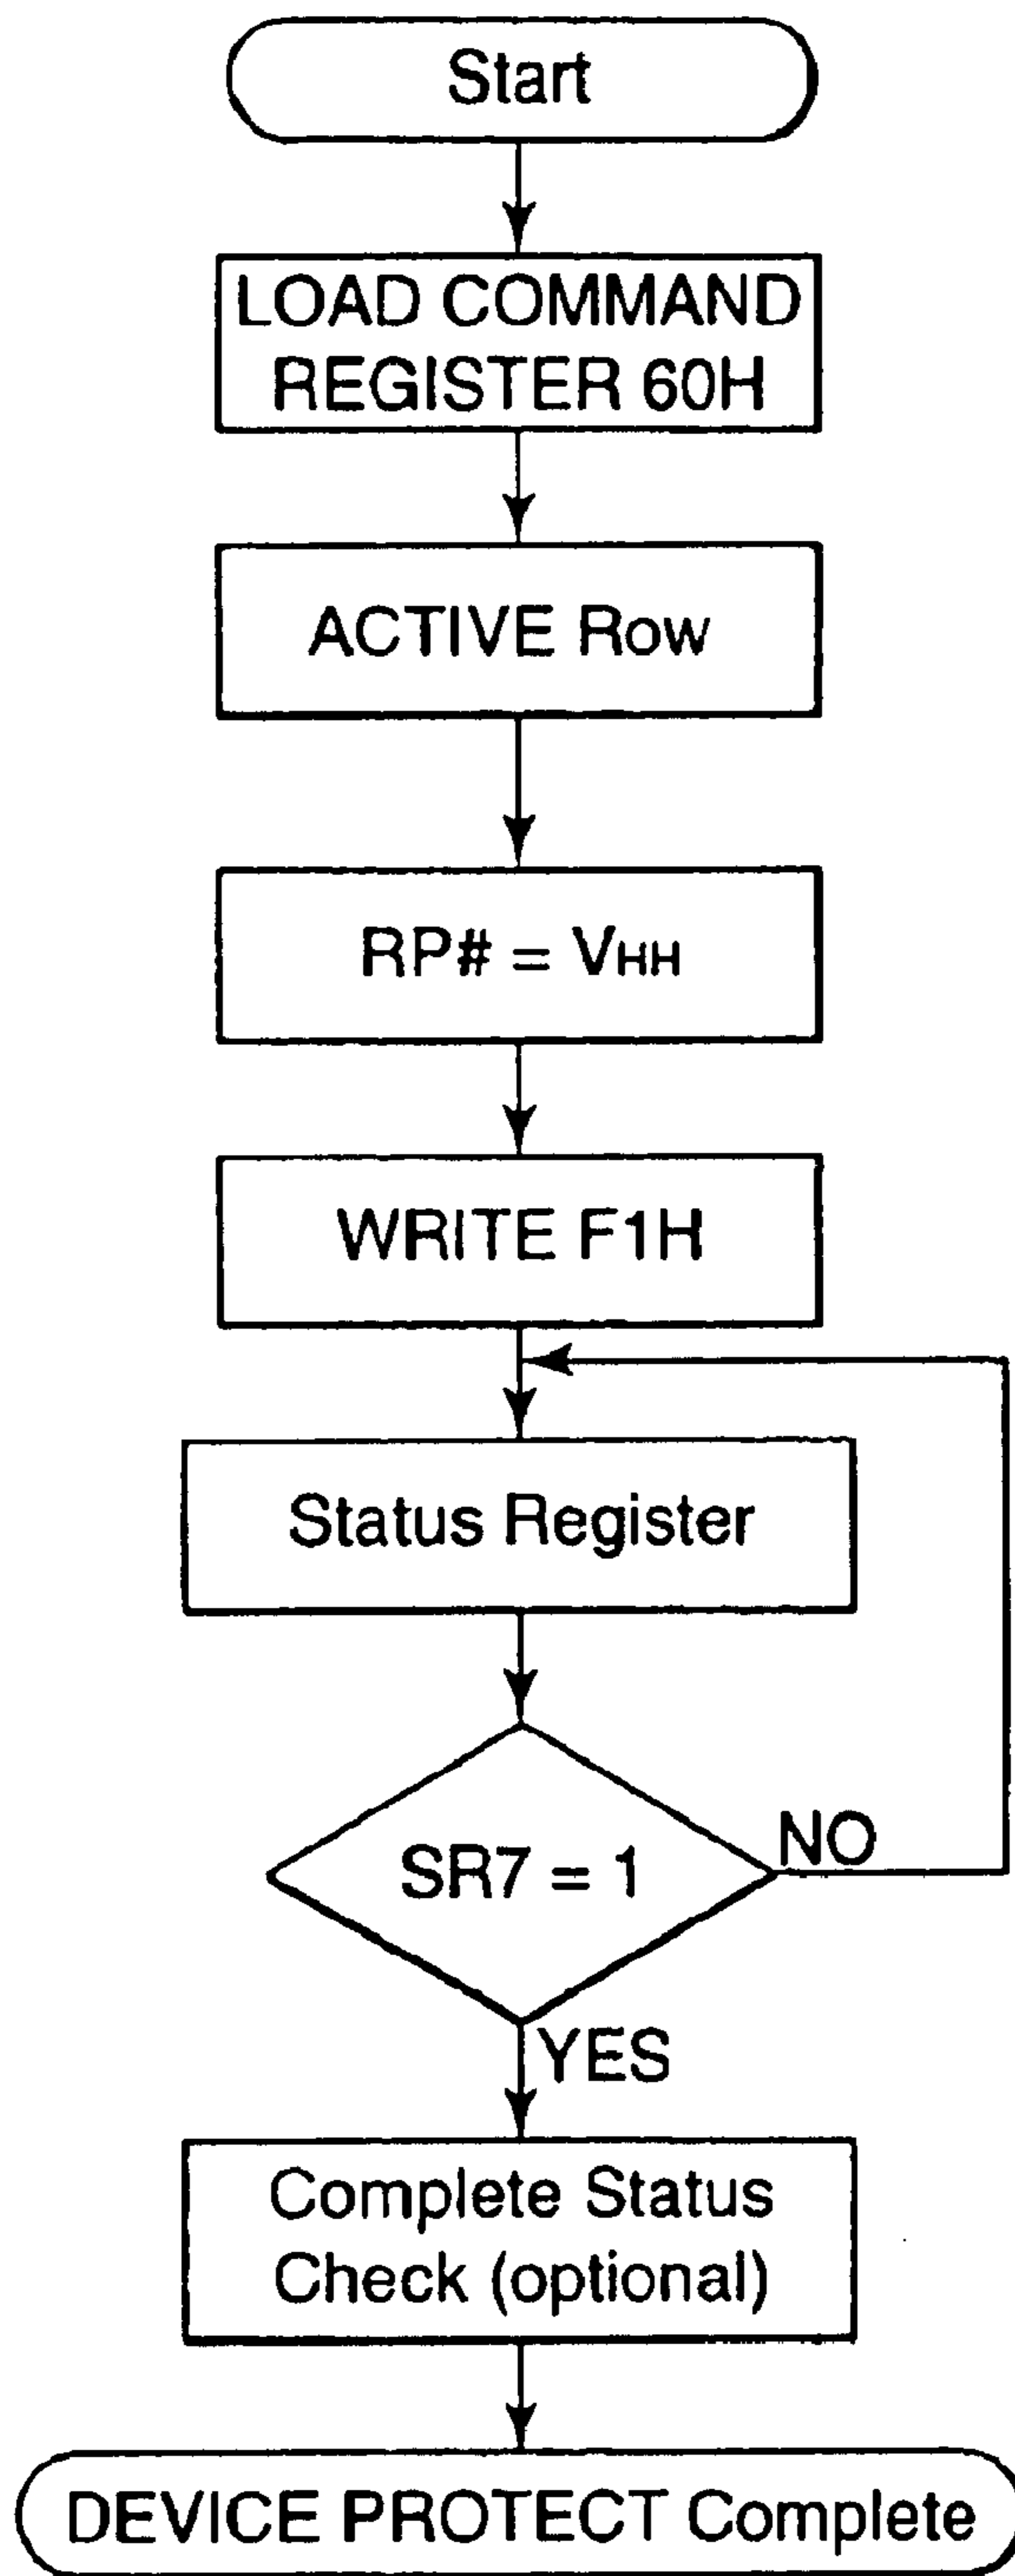 Start
LOAD COMMAND
REGISTER 60H
ACTIVE Row
RP# = VHH
WRITE F1H
Status Register
SR7 = 1
NO
YES
Complete Status
Check (optional)
DEVICE PROTECT Complete